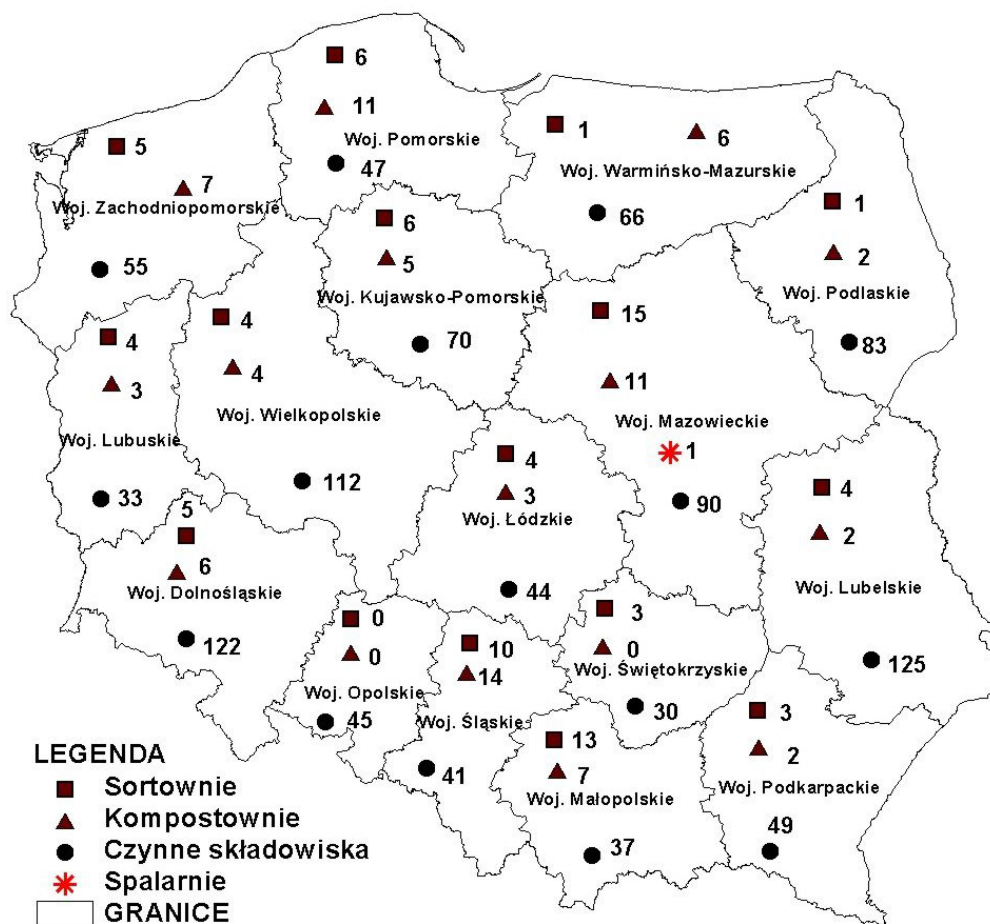 6
11
Woj. Pomorskie
47
5
7
Woj. Zachodniopomorskie
55
1
6
Woj. Warmińsko-Mazurskie
66
1
2
Woj. Podlaskie
83
6
5
Woj. Kujawsko-Pomorskie
70
4
3
Woj. Lubuskie
33
4
4
Woj. Wielkopolskie
112
15
11
Woj. Mazowieckie
1
90
4
3
Woj. Łódzkie
44
4
2
Woj. Lubelskie
125
5
6
Woj. Dolnośląskie
122
0
0
Woj. Opolskie
45
10
14
Woj. Śląskie
41
3
0
Woj. Świętokrzyskie
30
13
7
Woj. Małopolskie
37
3
2
Woj. Podkarpackie
49
LEGENDA
Sortownie
Kompostownie
Czynne składowiska
Spalarnie
GRANICE